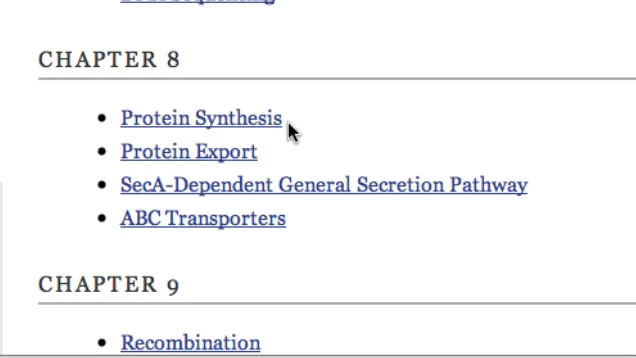 CHAPTER 8
Protein Synthesis
Protein Export
SecA-Dependent General Secretion Pathway
ABC Transporters
CHAPTER 9
Recombination